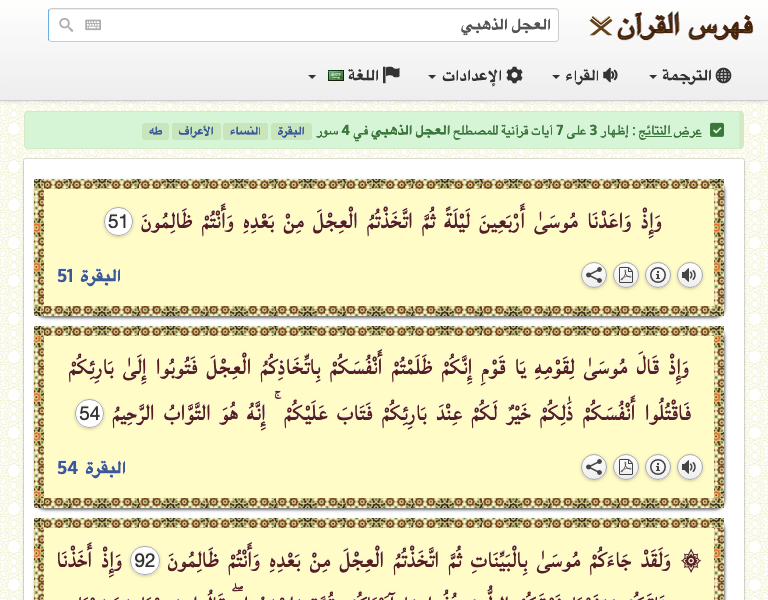 فهرس القرآن
العجل الذهبي
الترجمة القراء الإعدادات اللغة
عرض النتائج : إظهار 3 على 7 آيات قرآنية للمصطلح العجل الذهبي في 4 سور البقرة النساء الأعراف طه
وَإِذْ وَاعَدْنَا مُوسَىٰ أَرْبَعِينَ لَيْلَةً ثُمَّ اتَّخَذْتُمُ الْعِجْلَ مِنْ بَعْدِهِ وَأَنْتُمْ ظَالِمُونَ 51
البقرة 51
وَإِذْ قَالَ مُوسَىٰ لِقَوْمِهِ يَا قَوْمِ إِنَّكُمْ ظَلَمْتُمْ أَنْفُسَكُمْ بِاتِّخَاذِكُمُ الْعِجْلَ فَتُوبُوا إِلَىٰ بَارِئِكُمْ
فَاقْتُلُوا أَنْفُسَكُمْ ذَٰلِكُمْ خَيْرٌ لَكُمْ عِنْدَ بَارِئِكُمْ فَتَابَ عَلَيْكُمْ ۚ إِنَّهُ هُوَ التَّوَّابُ الرَّحِيمُ 54
البقرة 54
۞ وَلَقَدْ جَاءَكُمْ مُوسَىٰ بِالْبَيِّنَاتِ ثُمَّ اتَّخَذْتُمُ الْعِجْلَ مِنْ بَعْدِهِ وَأَنْتُمْ ظَالِمُونَ 92 وَإِذْ أَخَذْنَا